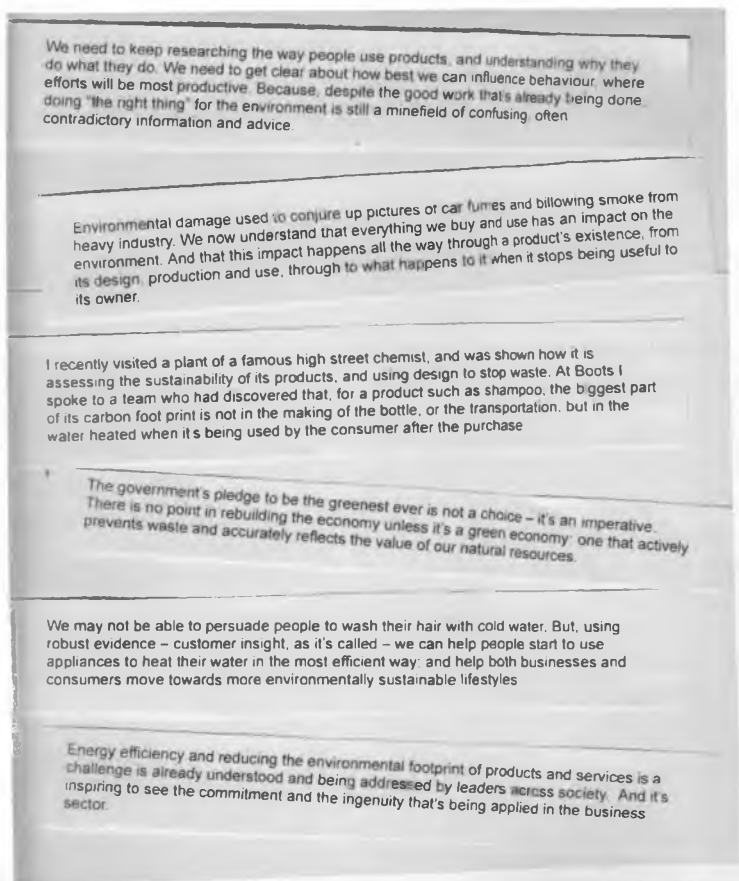 We need to keep researching the way people use products, and understanding why they
do what they do. We need to get clear about how best we can influence behaviour, where
efforts will be most productive. Because, despite the good work that's already being done,
doing "the right thing" for the environment is still a minefield of confusing, often
contradictory information and advice.
Environmental damage used to conjure up pictures of car fumes and billowing smoke from
heavy industry. We now understand that everything we buy and use has an impact on the
environment. And that this impact happens all the way through a product's existence, from
its design, production and use, through to what happens to it when it stops being useful to
its owner.
I recently visited a plant of a famous high street chemist, and was shown how it is
assessing the sustainability of its products, and using design to stop waste. At Boots I
spoke to a team who had discovered that, for a product such as shampoo, the biggest part
of its carbon foot print is not in the making of the bottle, or the transportation, but in the
water heated when it's being used by the consumer after the purchase
The government's pledge to be the greenest ever is not a choice – it's an imperative.
There is no point in rebuilding the economy unless it's a green economy: one that actively
prevents waste and accurately reflects the value of our natural resources.
We may not be able to persuade people to wash their hair with cold water. But, using
robust evidence – customer insight, as it's called – we can help people start to use
appliances to heat their water in the most efficient way: and help both businesses and
consumers move towards more environmentally sustainable lifestyles
Energy efficiency and reducing the environmental footprint of products and services is a
challenge is already understood and being addressed by leaders across society. And it's
inspiring to see the commitment and the ingenuity that's being applied in the business
sector.